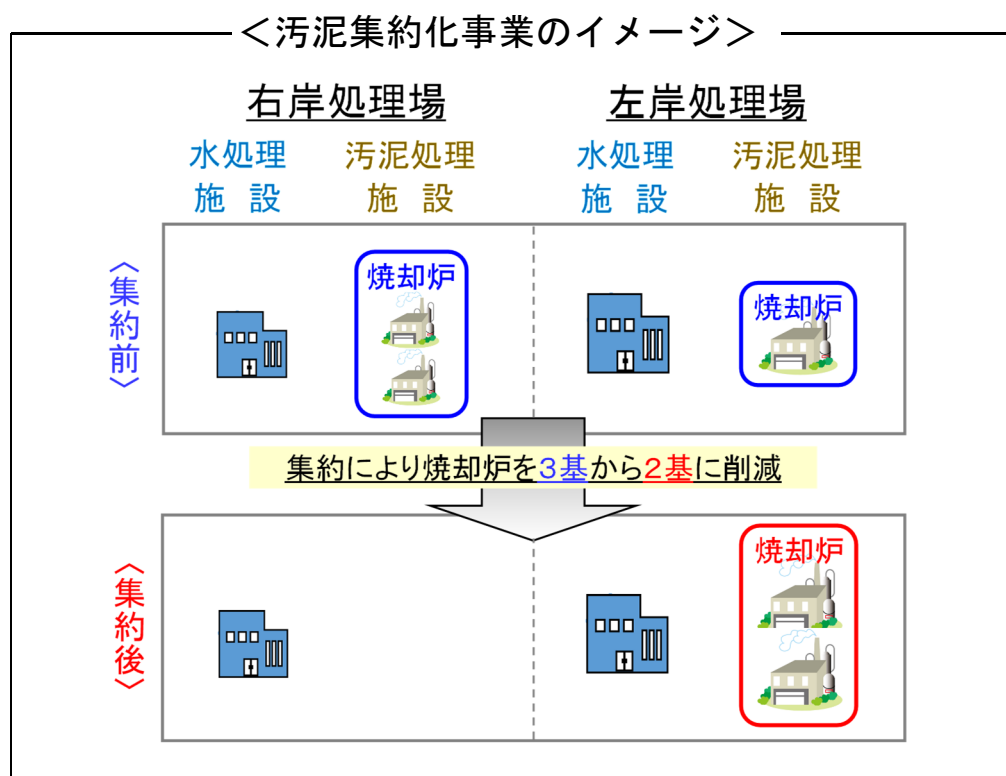 ＜汚泥集約化事業のイメージ＞
右岸処理場
左岸処理場
水処理
施　設
汚泥処理
施　設
水処理
施　設
汚泥処理
施　設
〈集約前〉
焼却炉
焼却炉
集約により焼却炉を３基から２基に削減
〈集約後〉
焼却炉